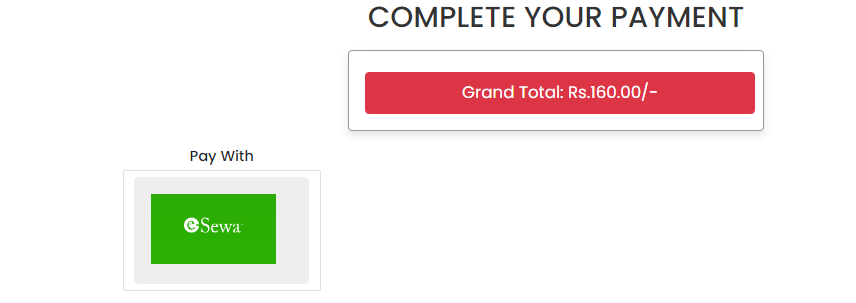 COMPLETE YOUR PAYMENT
Grand Total: Rs.160.00/-
Pay With
eSewa